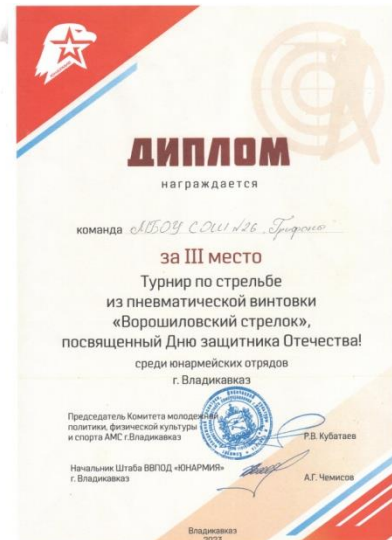 ДИПЛОМ
награждается
команда МБОУ СОШ №26 „Грифоны"
за III место
Турнир по стрельбе
из пневматической винтовки
«Ворошиловский стрелок»,
посвященный Дню защитника Отечества!
среди юнармейских отрядов
г. Владикавказ
Председатель Комитета молодежной
политики, физической культуры
и спорта АМС г.Владикавказ
Р.В. Кубатаев
Начальник Штаба ВВПОД «ЮНАРМИЯ»
г. Владикавказ
А.Г. Чемисов
Владикавказ
2023